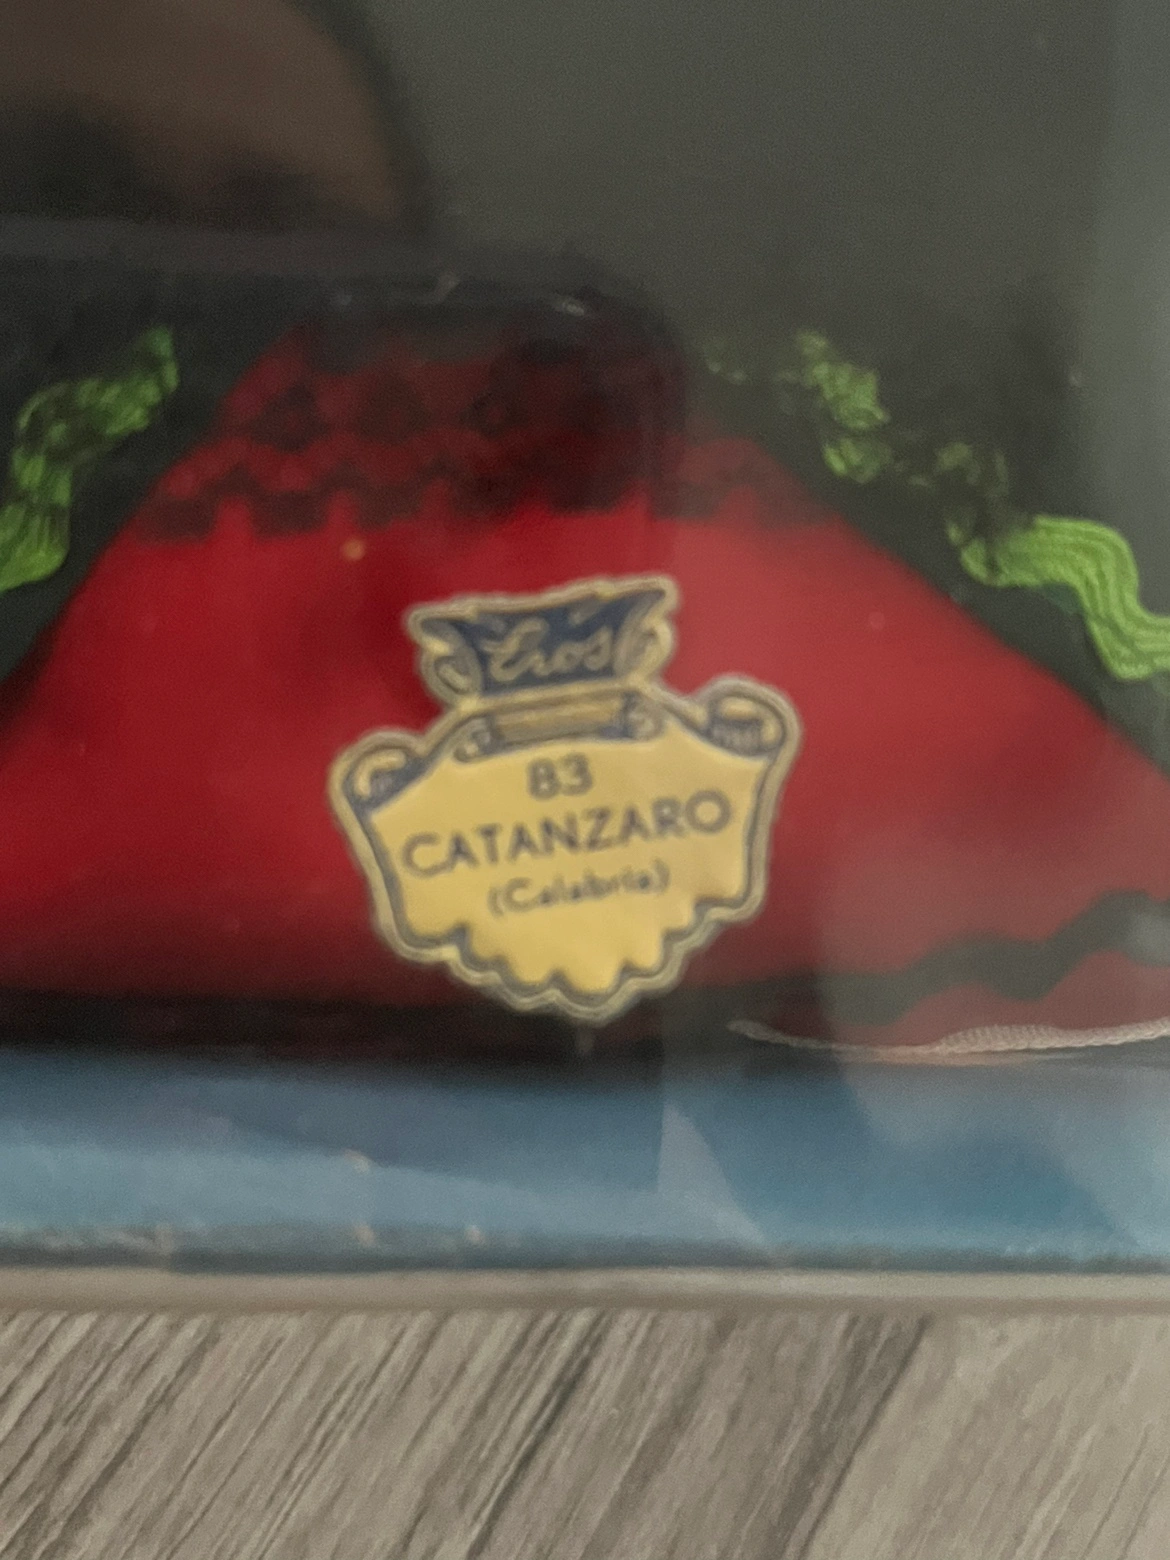 Eros
83
CATANZARO
(Calabria)